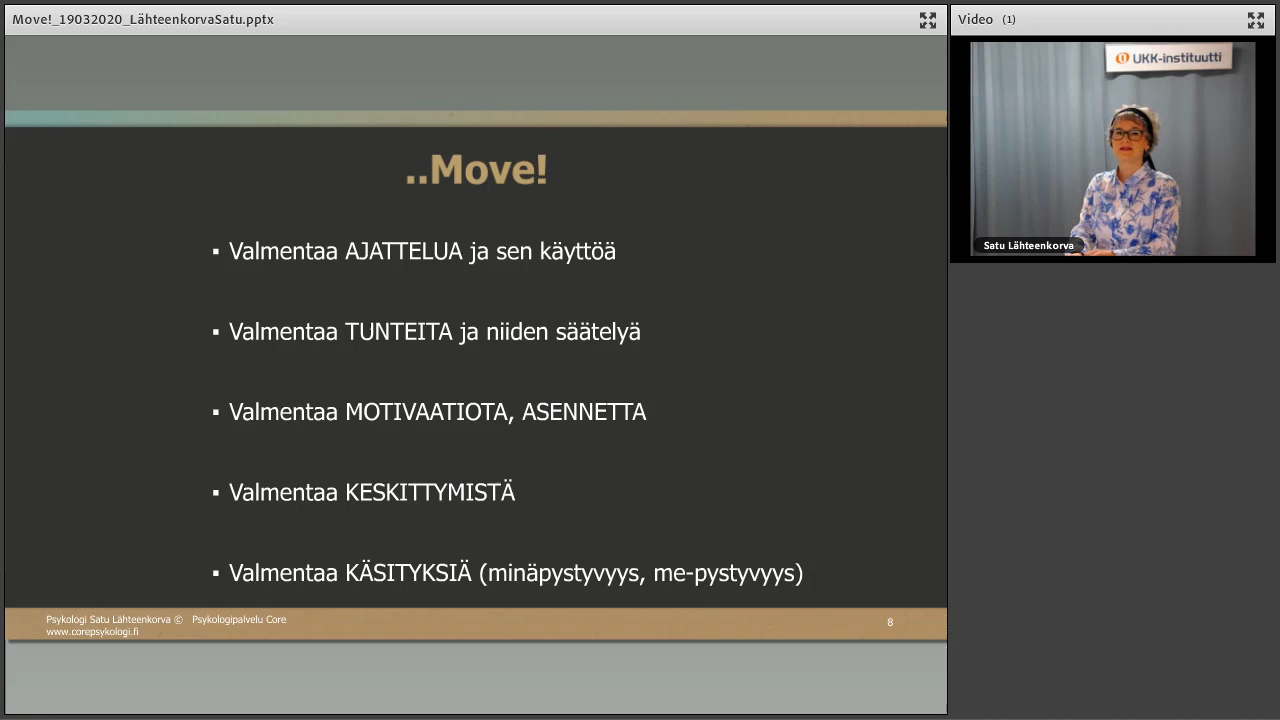 Move!_19032020_LähteenkorvaSatu.pptx
..Move!
▪ Valmentaa AJATTELUA ja sen käyttöä
▪ Valmentaa TUNTEITA ja niiden säätelyä
▪ Valmentaa MOTIVAATIOTA, ASENNETTA
▪ Valmentaa KESKITTYMISTÄ
▪ Valmentaa KÄSITYKSIÄ (minäpystyvyys, me-pystyvyys)
Psykologi Satu Lähteenkorva © Psykologipalvelu Core
www.corepsykologi.fi
8
Video (1)
UKK-instituutti
Satu Lähteenkorva